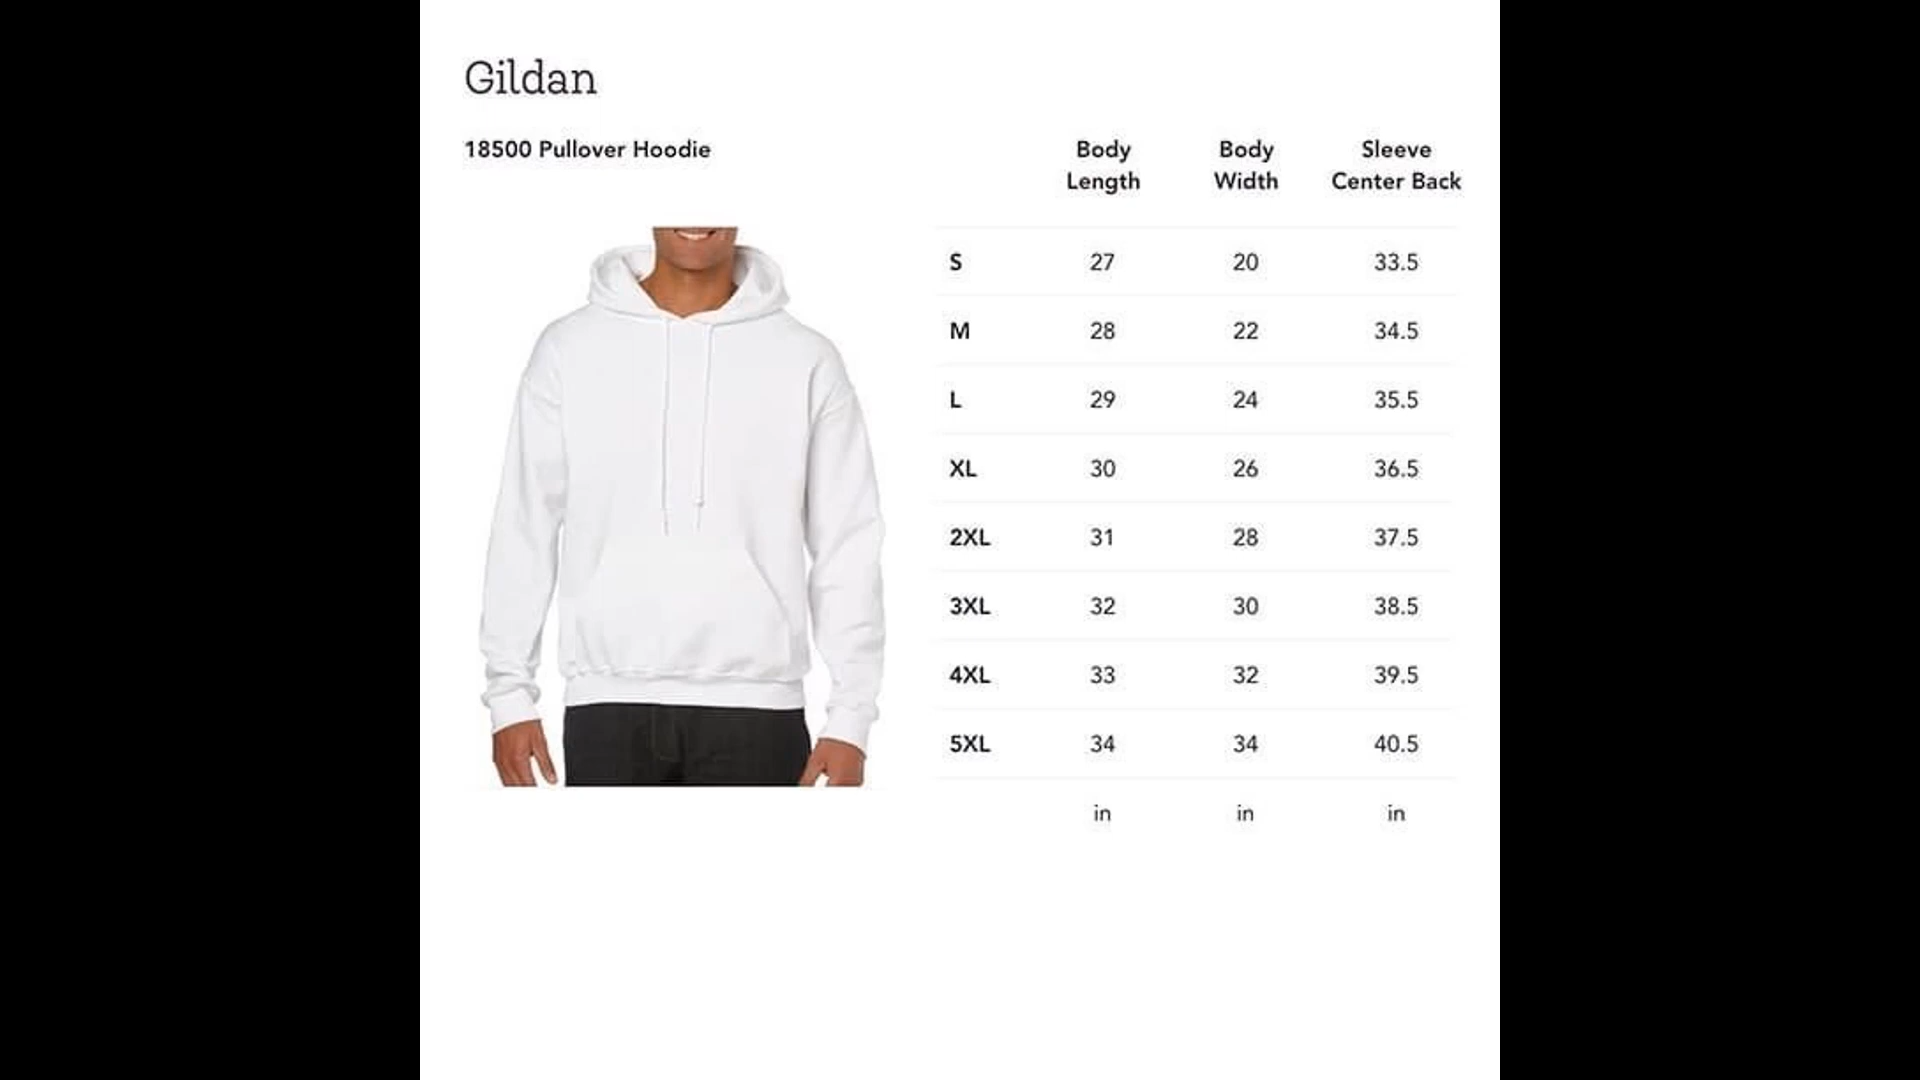 Gildan
18500 Pullover Hoodie
Body Length
Body Width
Sleeve Center Back
S 27 20 33.5
M 28 22 34.5
L 29 24 35.5
XL 30 26 36.5
2XL 31 28 37.5
3XL 32 30 38.5
4XL 33 32 39.5
5XL 34 34 40.5
in in in